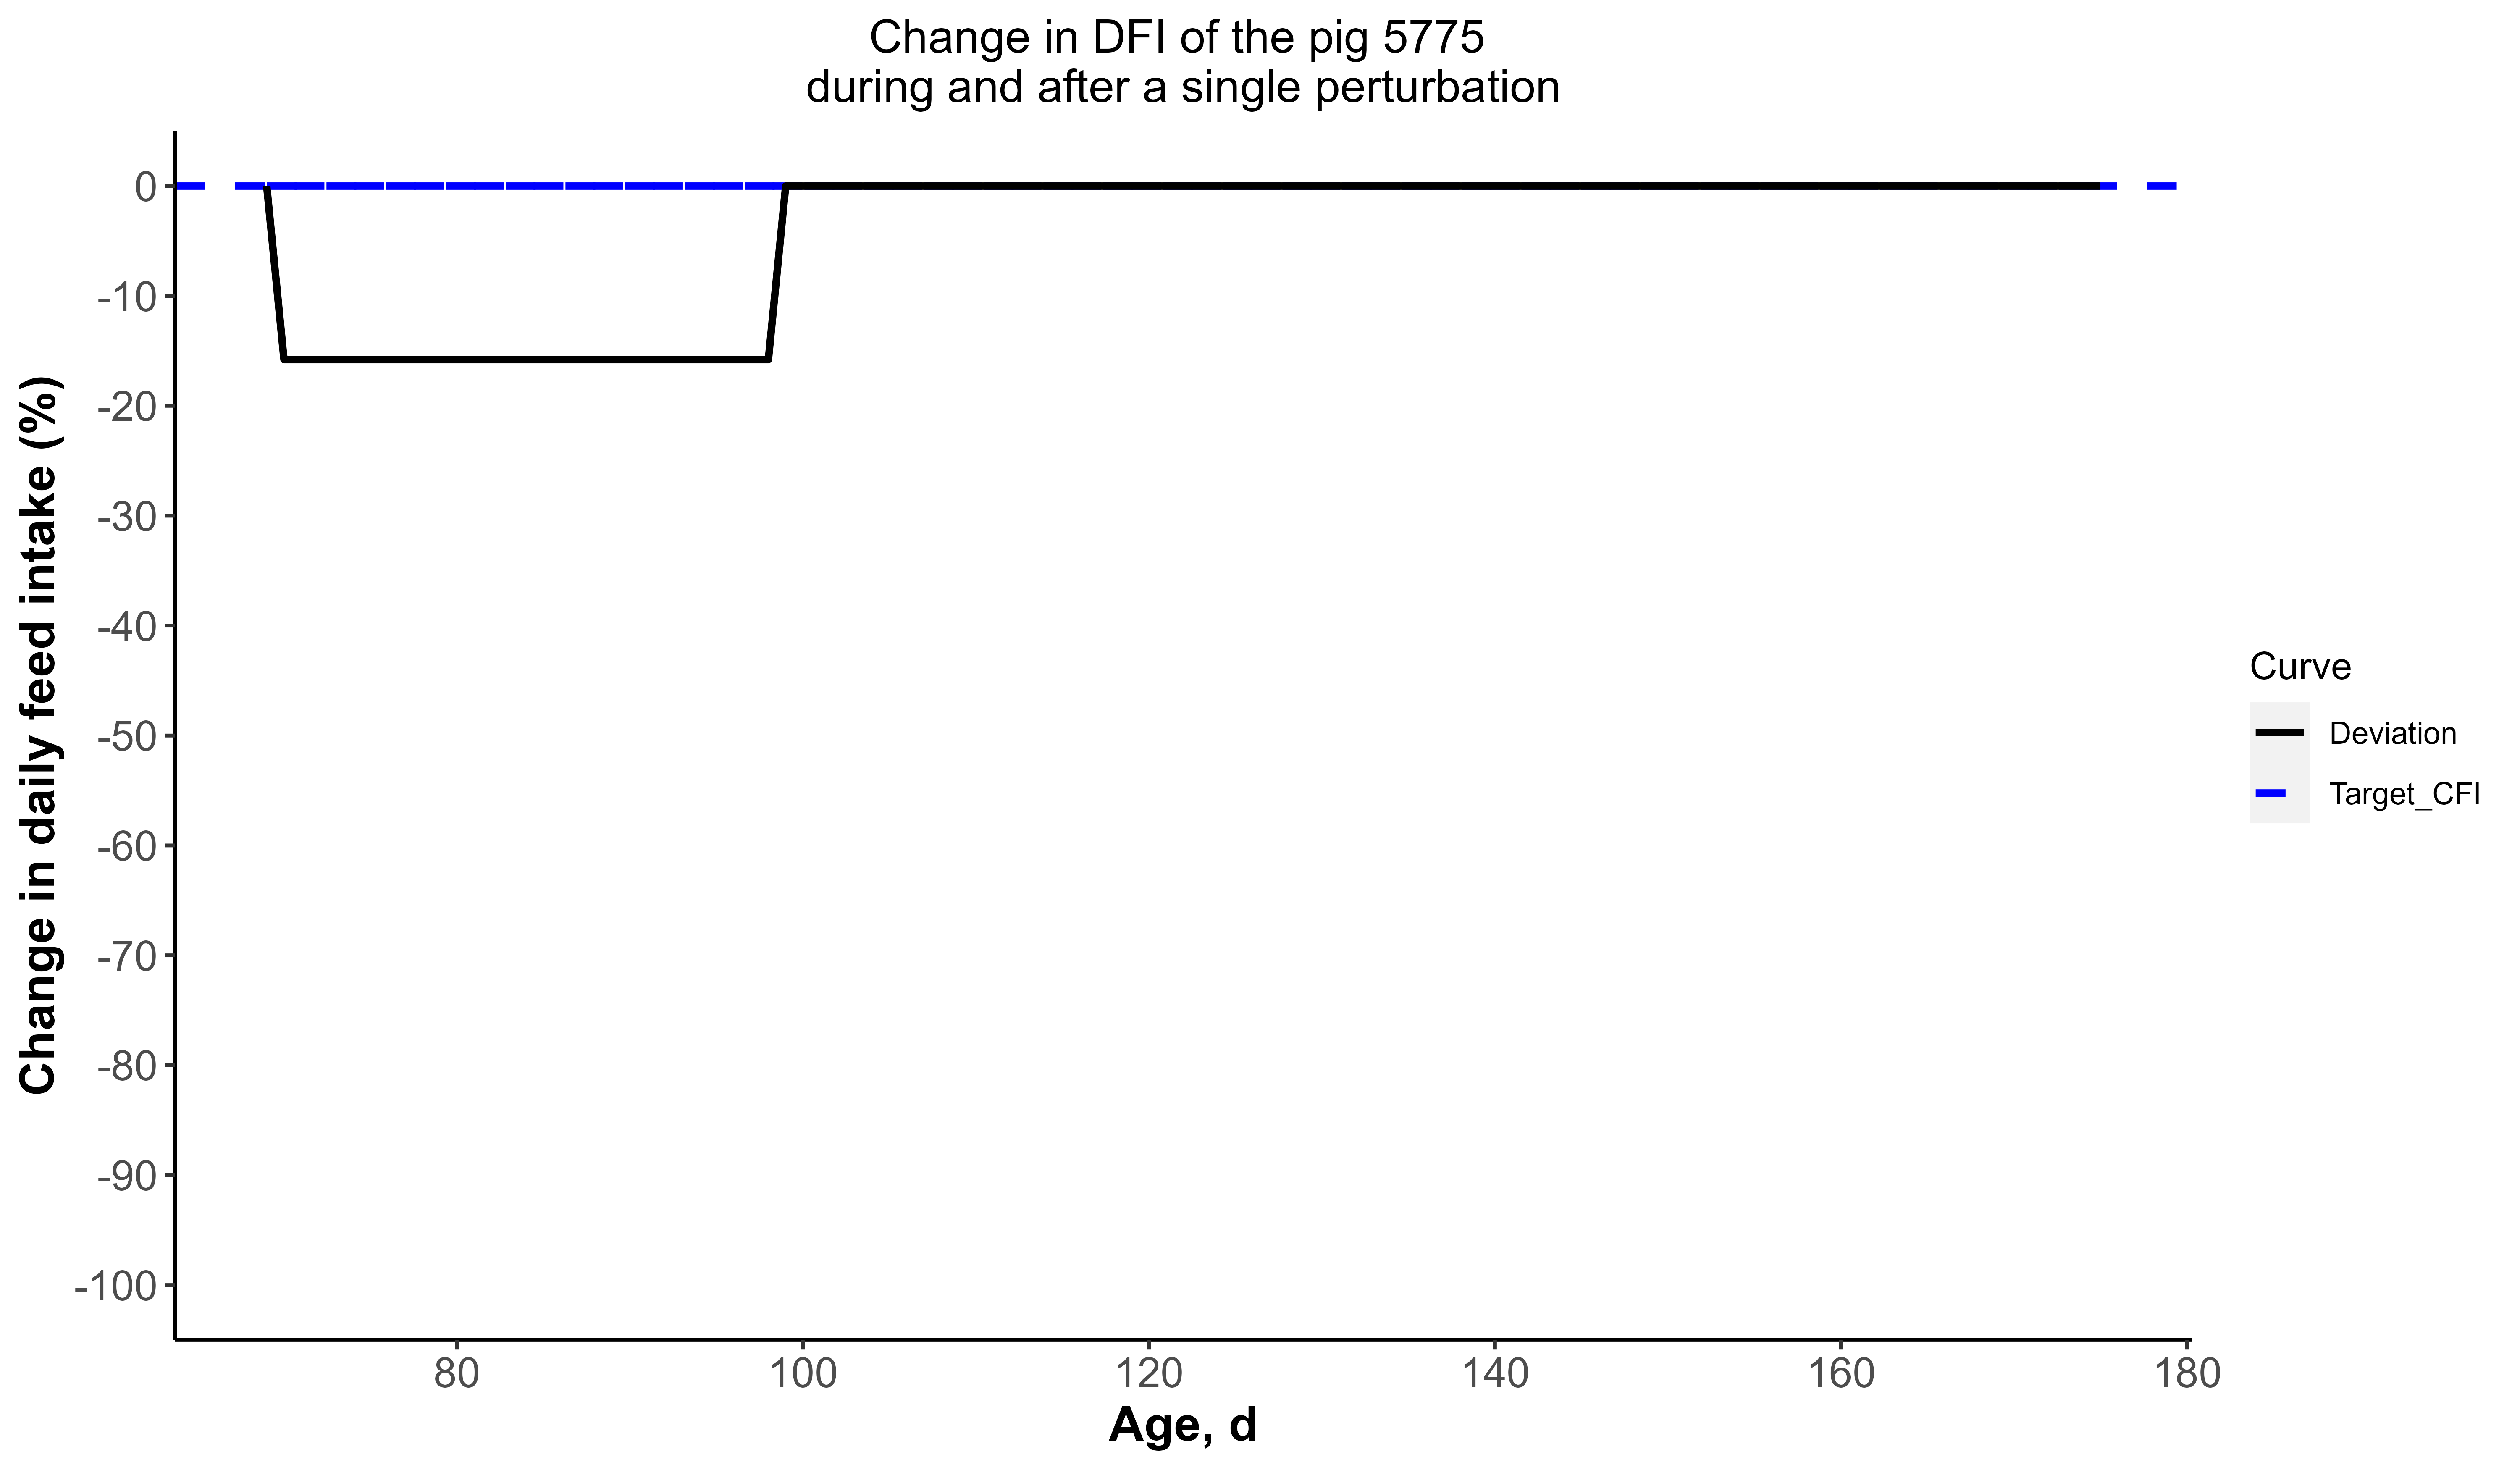 Change in DFI of the pig 5775
during and after a single perturbation
Change in daily feed intake (%)
0
-10
-20
-30
-40
-50
-60
-70
-80
-90
-100
80
100
120
140
160
180
Age, d
Curve
Deviation
Target_CFI